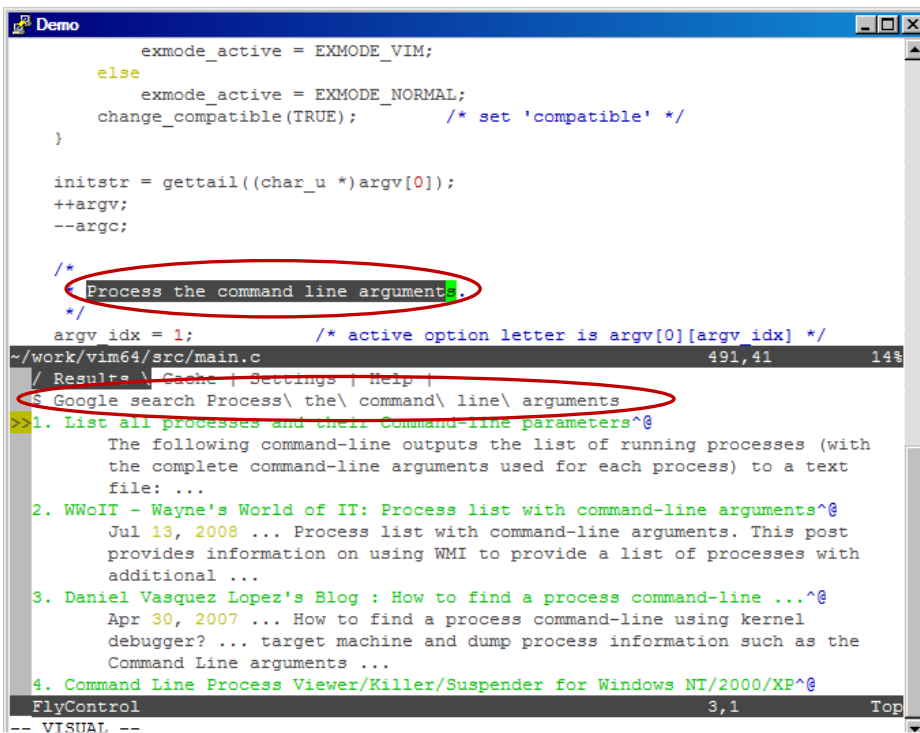 Demo
exmode_active = EXMODE_VIM;
else
exmode_active = EXMODE_NORMAL;
change_compatible(TRUE); /* set 'compatible' */
}
initstr = gettail((char_u *)argv[0]);
++argv;
--argc;
/*
* Process the command line arguments.
*/
argv_idx = 1; /* active option letter is argv[0][argv_idx] */
~/work/vim64/src/main.c 491,41 14%
/ Results \ Cache | Settings | Help |
$ Google search Process\ the\ command\ line\ arguments
>>1. List all processes and their Command-line parameters^@
The following command-line outputs the list of running processes (with
the complete command-line arguments used for each process) to a text
file: ...
2. WWoIT - Wayne's World of IT: Process list with command-line arguments^@
Jul 13, 2008 ... Process list with command-line arguments. This post
provides information on using WMI to provide a list of processes with
additional ...
3. Daniel Vasquez Lopez's Blog : How to find a process command-line ...^@
Apr 30, 2007 ... How to find a process command-line using kernel
debugger? ... target machine and dump process information such as the
Command Line arguments ...
4. Command Line Process Viewer/Killer/Suspender for Windows NT/2000/XP^@
FlyControl 3,1 Top
-- VISUAL --